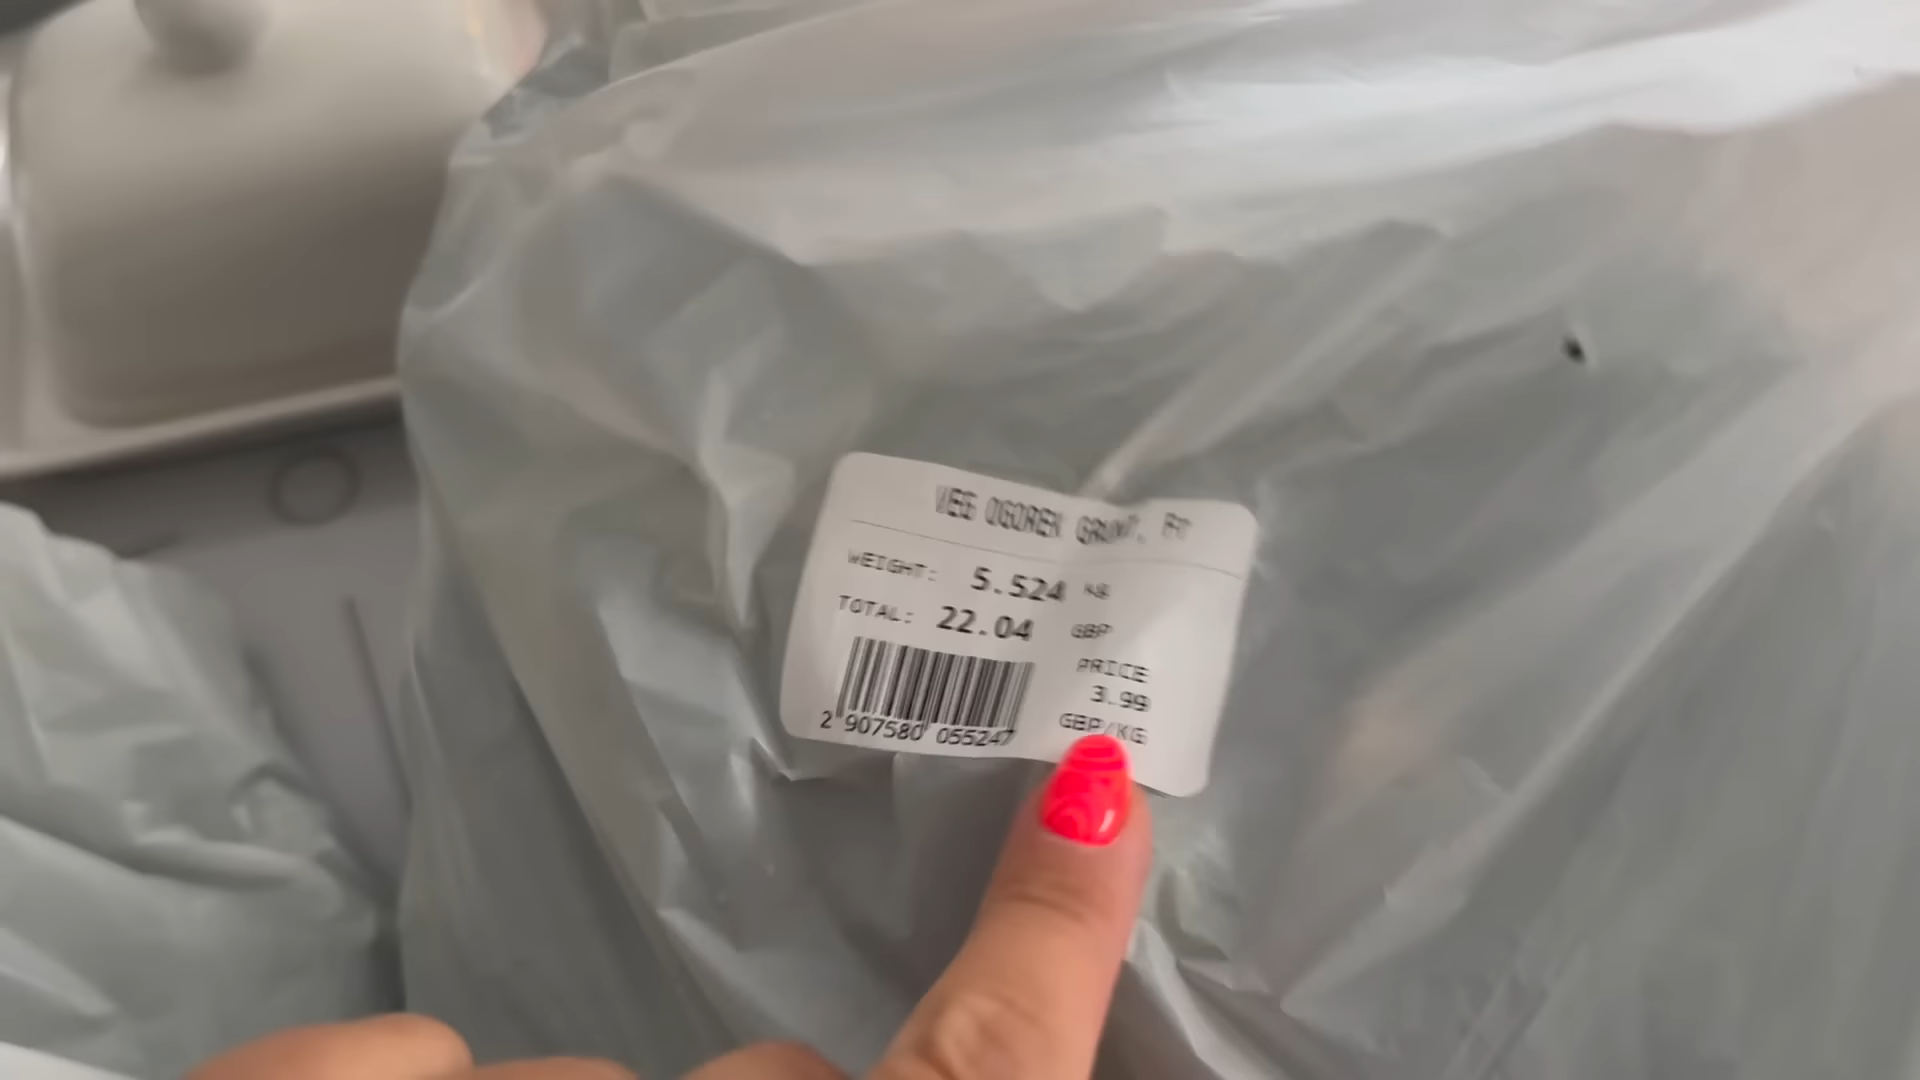 VEG OGOREK GRUNT.
WEIGHT: 5.524 KG
TOTAL: 22.04 GBP
PRICE
3.99
GBP/KG
2 907580 055247